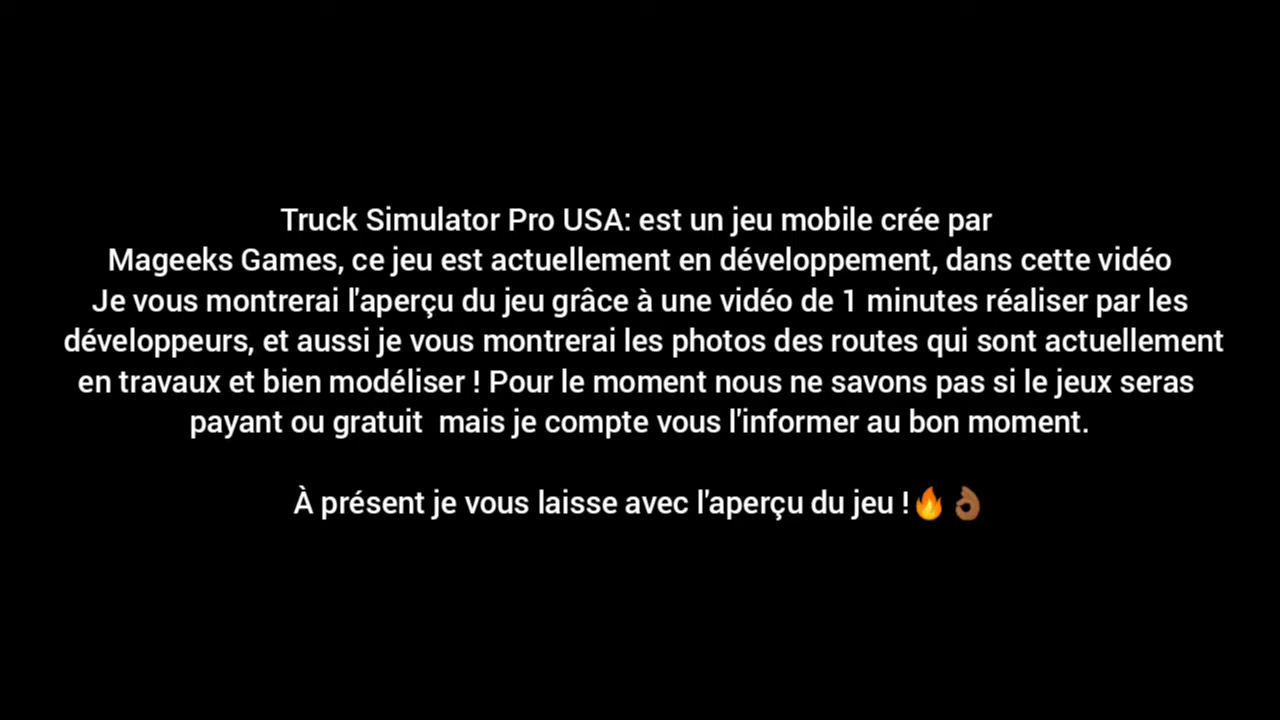 Truck Simulator Pro USA: est un jeu mobile crée par
Mageeks Games, ce jeu est actuellement en développement, dans cette vidéo
Je vous montrerai l'aperçu du jeu grâce à une vidéo de 1 minutes réaliser par les
développeurs, et aussi je vous montrerai les photos des routes qui sont actuellement
en travaux et bien modéliser ! Pour le moment nous ne savons pas si le jeux seras
payant ou gratuit  mais je compte vous l'informer au bon moment.
À présent je vous laisse avec l'aperçu du jeu !🔥👌🏾